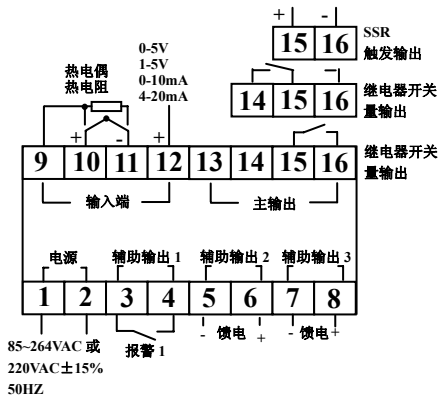 + -
15 16 SSR
触发输出
14 15 16 继电器开关
量输出
热电偶
热电阻
0-5V
1-5V
0-10mA
4-20mA
+ - +
9 10 11 12 13 14 15 16 继电器开关
量输出
输入端 主输出
电源 辅助输出 1 辅助输出 2 辅助输出 3
1 2 3 4 5 6 7 8
- 馈电 + - 馈电 +
报警 1
85~264VAC 或
220VAC±15%
50HZ